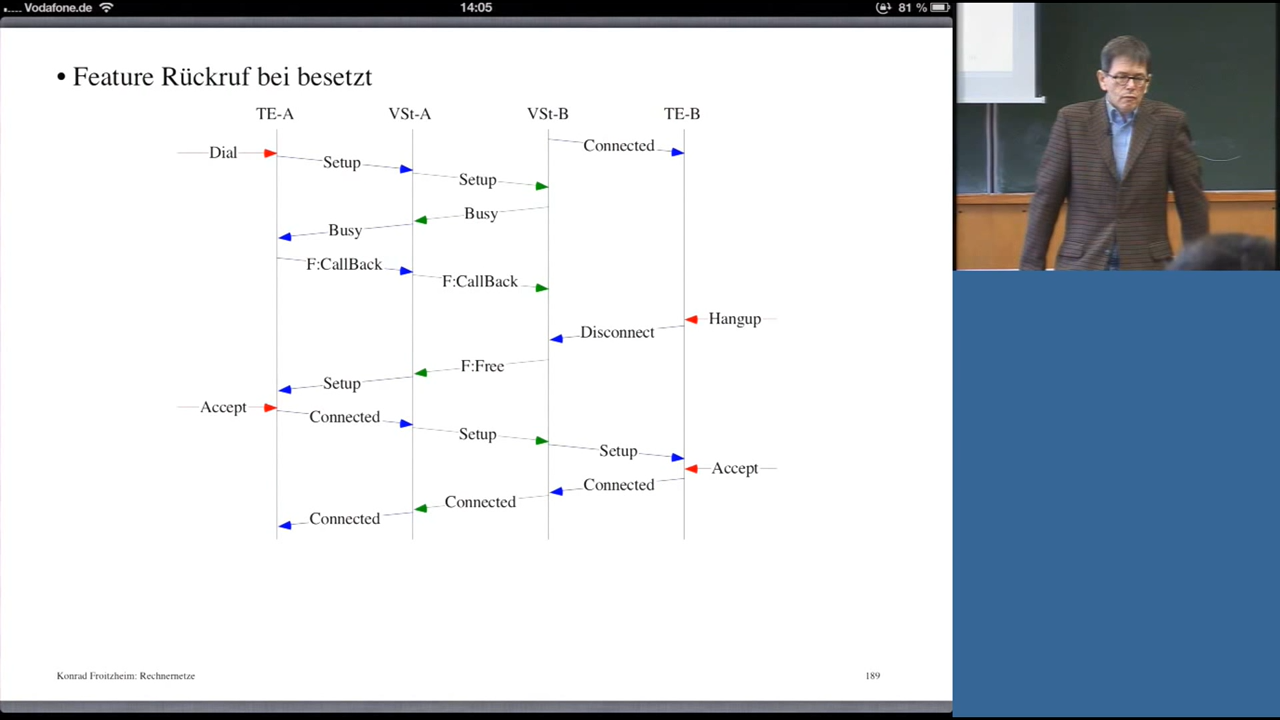 Vodafone.de 14:05 81 %
• Feature Rückruf bei besetzt
TE-A VSt-A VSt-B TE-B
Connected
Dial
Setup
Setup
Busy
Busy
F:CallBack
F:CallBack
Hangup
Disconnect
F:Free
Setup
Accept
Connected
Setup
Setup
Accept
Connected
Connected
Connected
Konrad Froitzheim: Rechnernetze 189